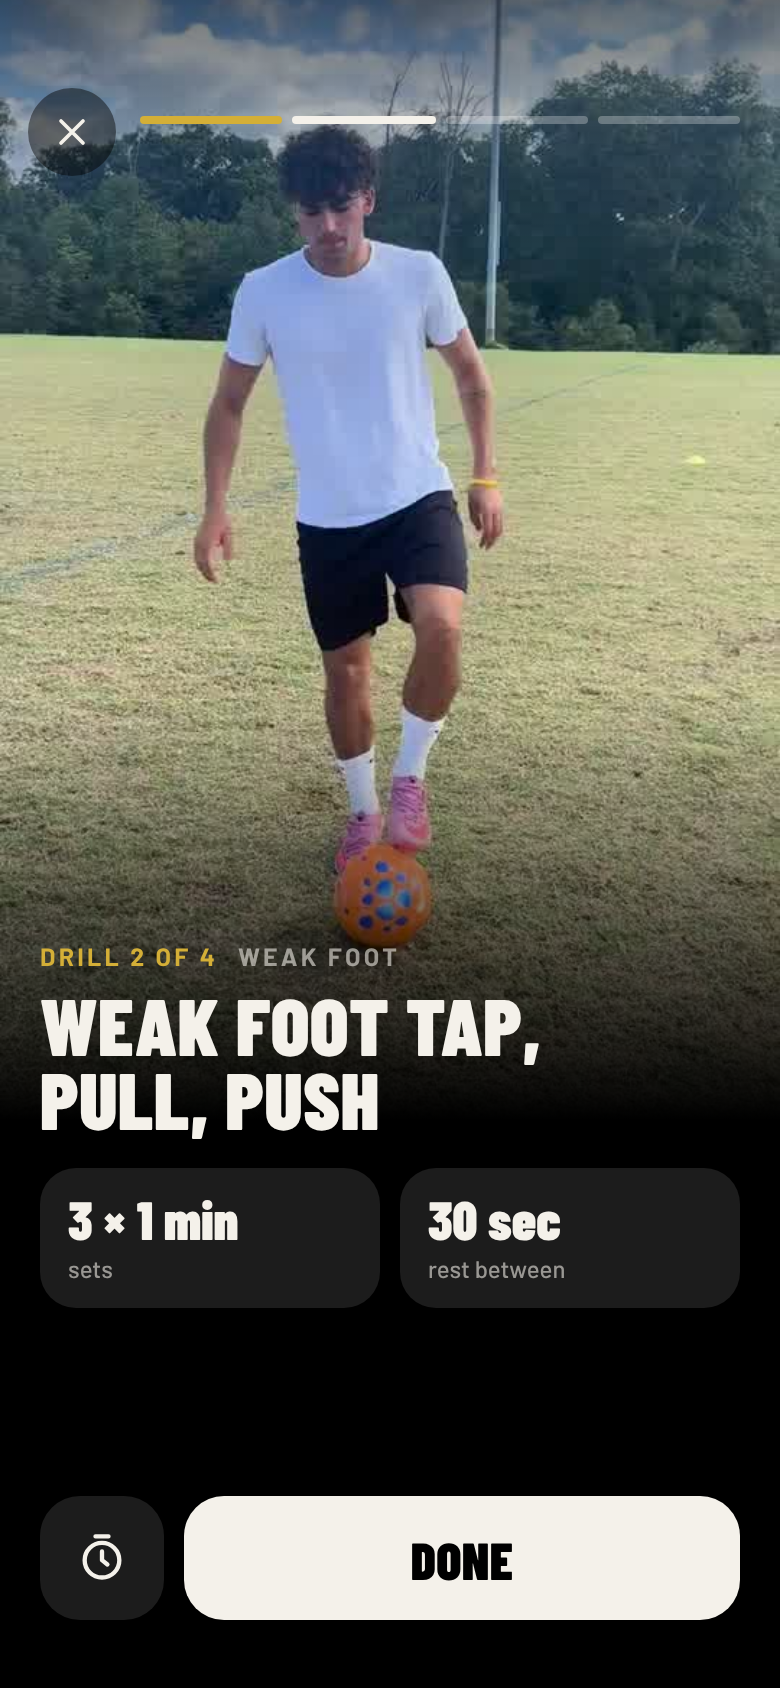 DRILL 2 OF 4 WEAK FOOT
WEAK FOOT TAP,
PULL, PUSH
3 × 1 min
sets
30 sec
rest between
DONE